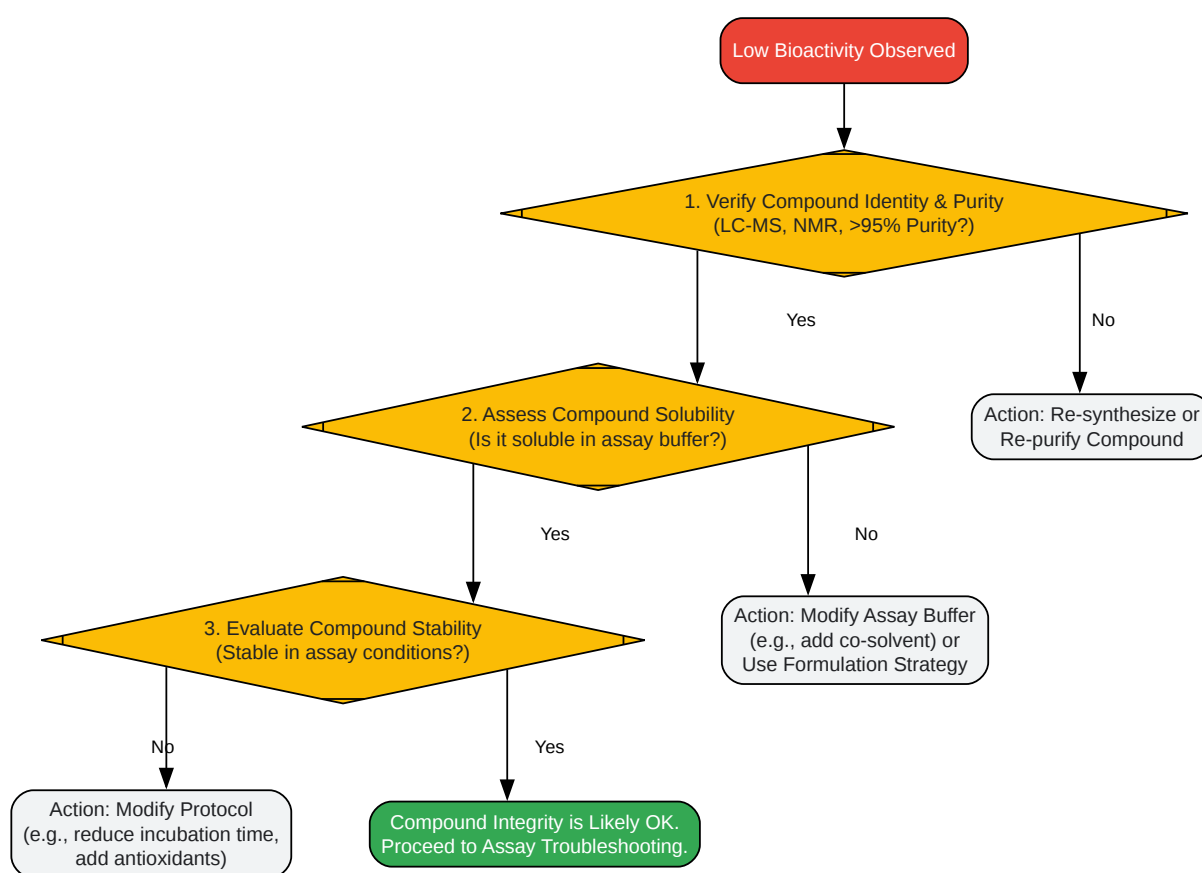 Low Bioactivity Observed
1. Verify Compound Identity & Purity
(LC-MS, NMR, >95% Purity?)
Yes
No
2. Assess Compound Solubility
(Is it soluble in assay buffer?)
Action: Re-synthesize or
Re-purify Compound
Yes
No
3. Evaluate Compound Stability
(Stable in assay conditions?)
Action: Modify Assay Buffer
(e.g., add co-solvent) or
Use Formulation Strategy
No
Yes
Action: Modify Protocol
(e.g., reduce incubation time,
add antioxidants)
Compound Integrity is Likely OK.
Proceed to Assay Troubleshooting.